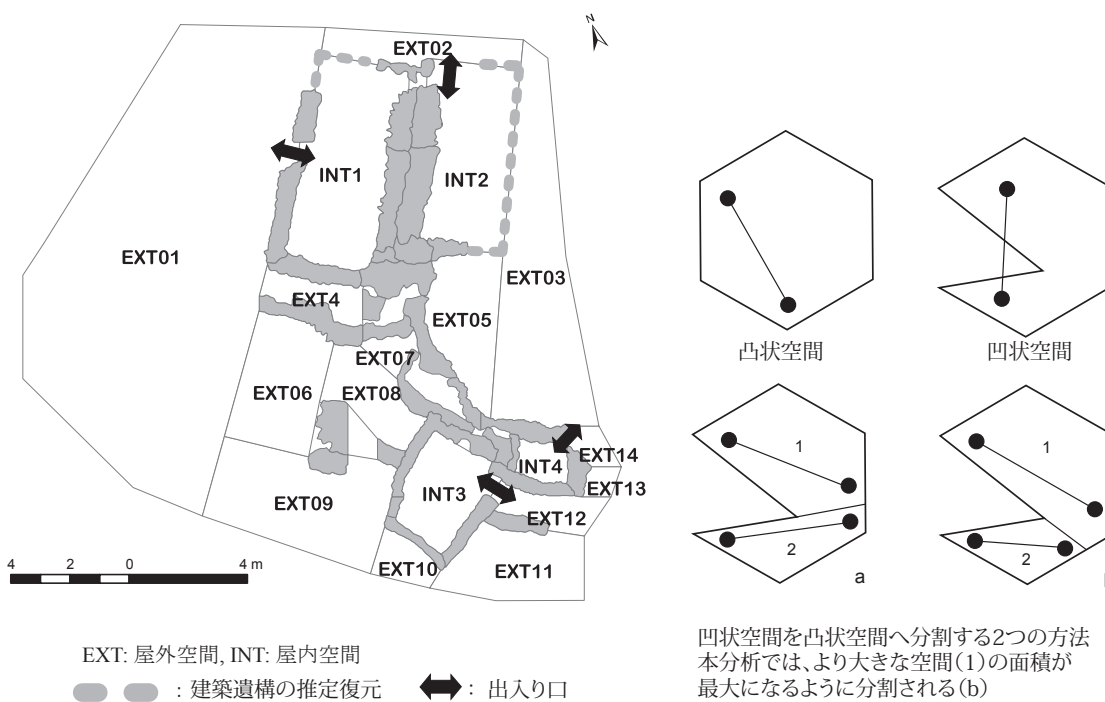 N
EXT02
INT1
INT2
EXT01
EXT03
EXT4
EXT05
EXT07
EXT06
EXT08
EXT14
INT4
EXT13
INT3
EXT09
EXT12
EXT10
EXT11
4 2 0 4 m
EXT: 屋外空間, INT: 屋内空間
: 建築遺構の推定復元 : 出入り口
凸状空間
凹状空間
1
2
a
1
2
凹状空間を凸状空間へ分割する2つの方法
本分析では、より大きな空間(1)の面積が
最大になるように分割される(b)